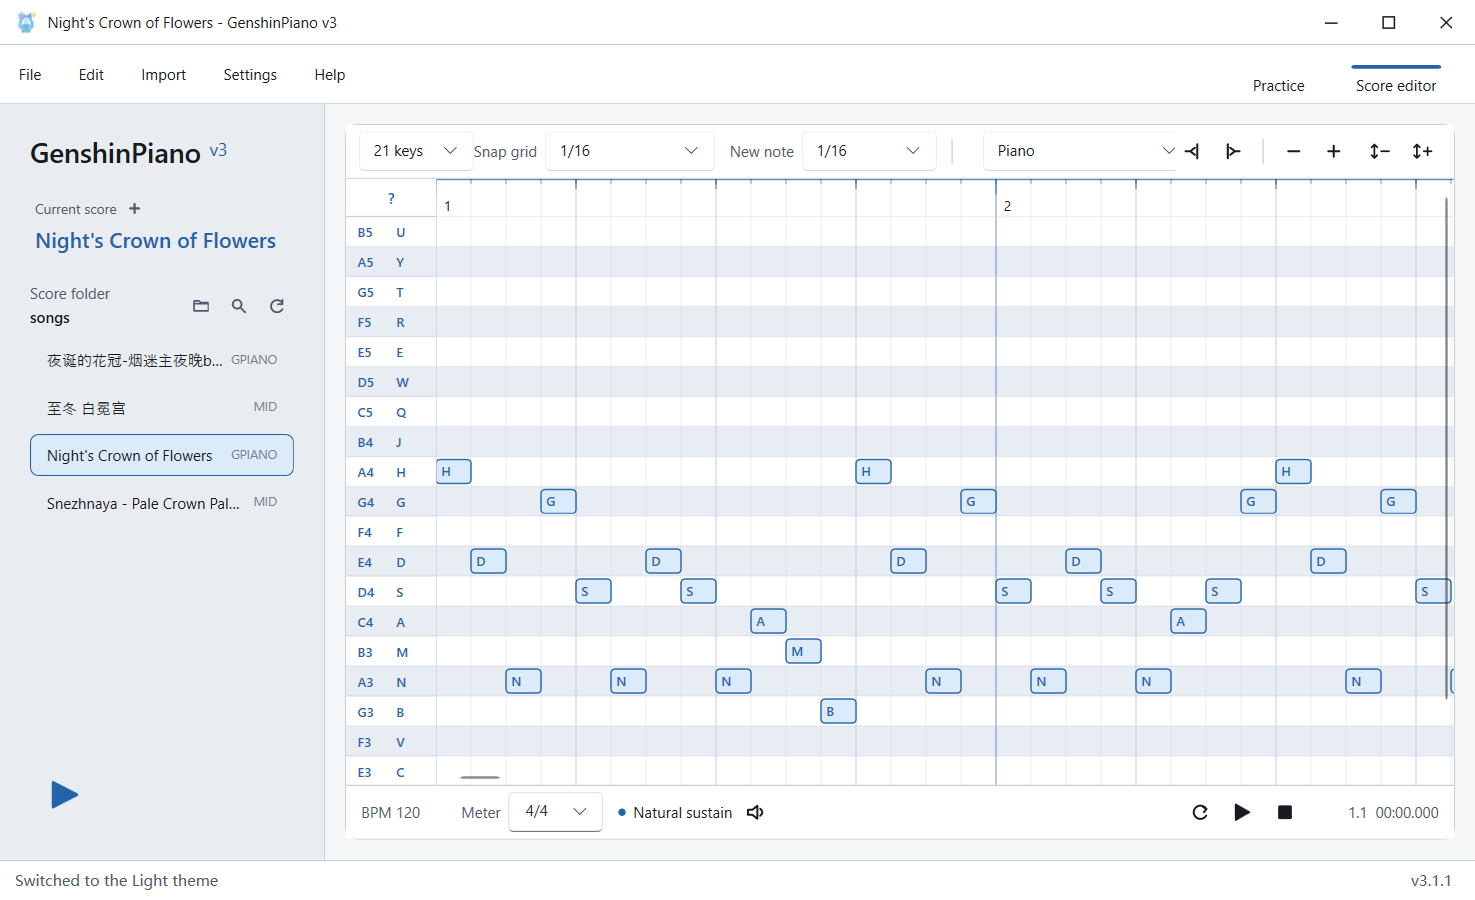 Night's Crown of Flowers - GenshinPiano v3
File Edit Import Settings Help
Practice Score editor
GenshinPiano v3
Current score +
Night's Crown of Flowers
Score folder
songs
夜诞的花冠-烟迷主夜晚b... GPIANO
至冬 白冕宫 MID
Night's Crown of Flowers GPIANO
Snezhnaya - Pale Crown Pal... MID
21 keys Snap grid 1/16 New note 1/16 Piano
? 1 2
B5 U
A5 Y
G5 T
F5 R
E5 E
D5 W
C5 Q
B4 J
A4 H H H H
G4 G G G G G
F4 F
E4 D D D D D D
D4 S S S S S S S
C4 A A A
B3 M M
A3 N N N N N N N N
G3 B B
F3 V
E3 C
BPM 120 Meter 4/4 Natural sustain 1.1 00:00.000
Switched to the Light theme v3.1.1